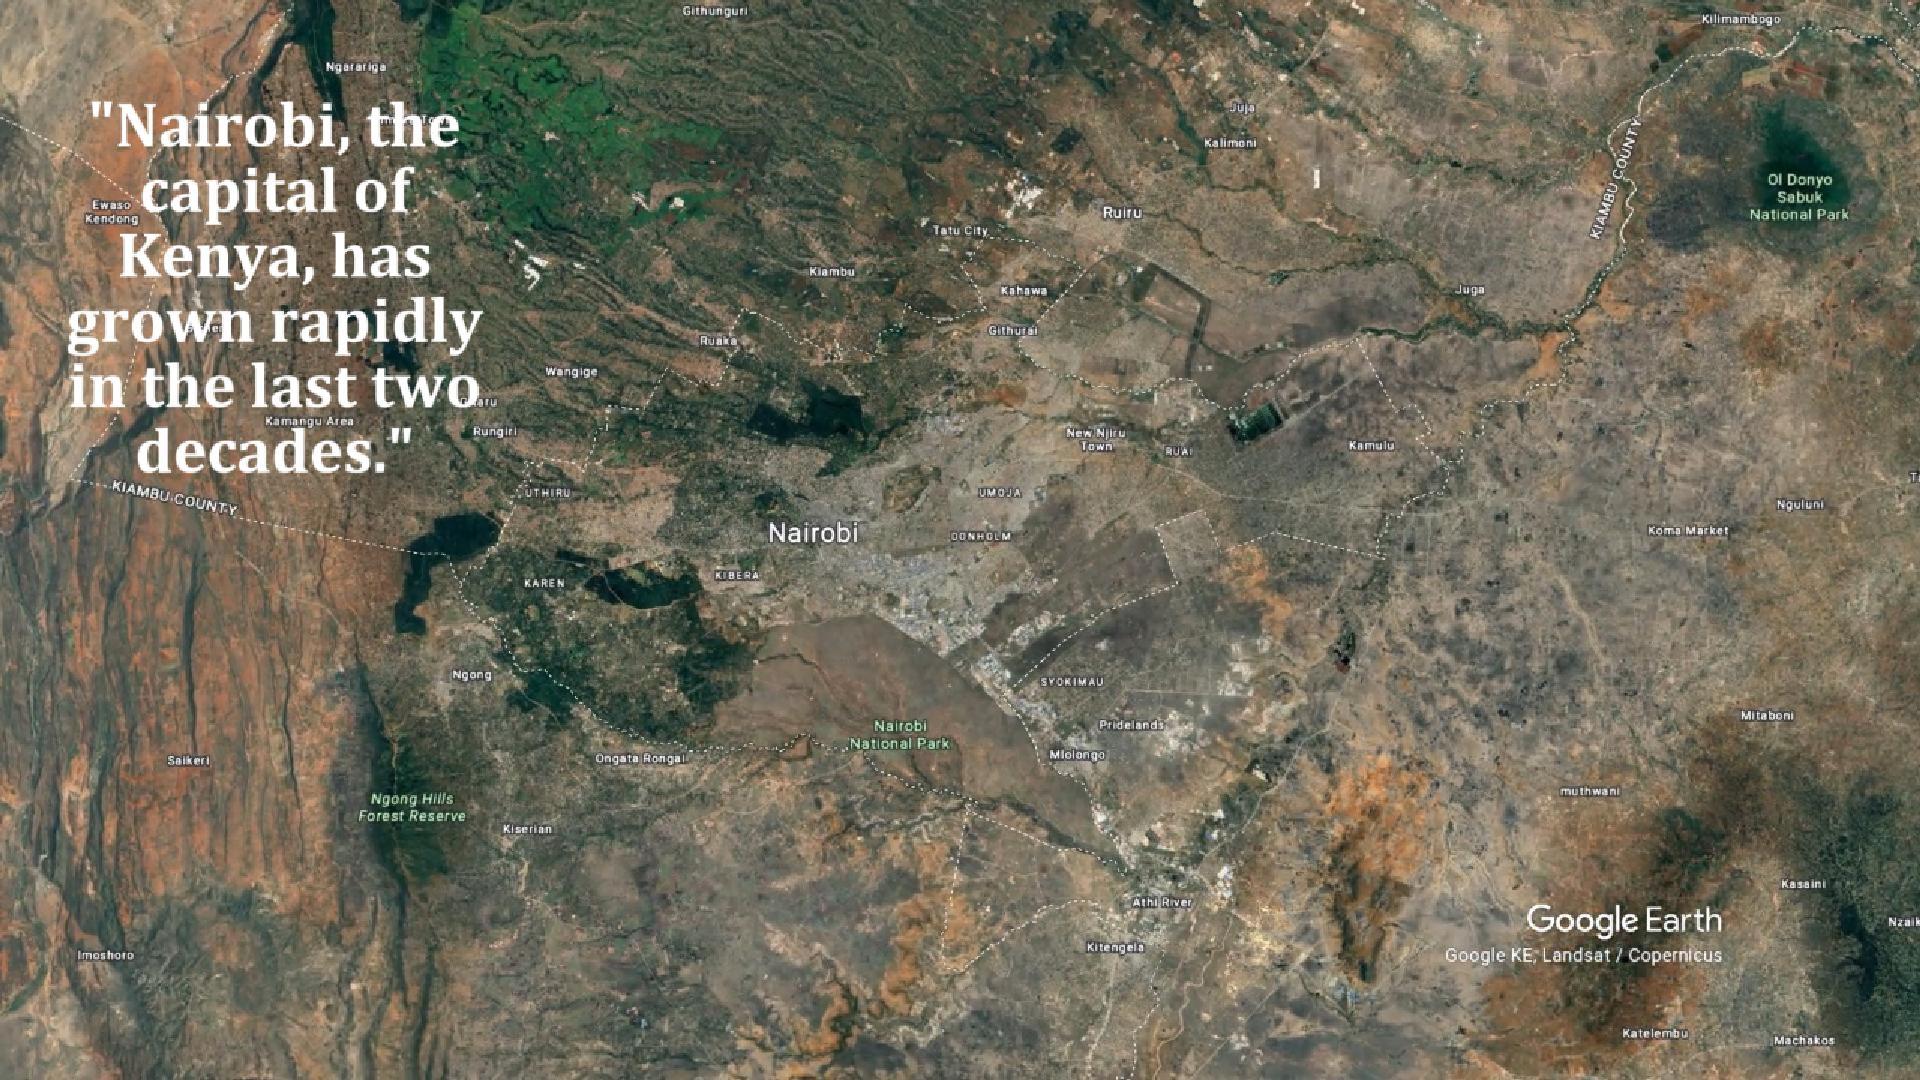 Githunguri
Kilimambogo
Ngarariga
"Nairobi, the
capital of
Kenya, has
grown rapidly
in the last two
decades."
Juja
Kalimoni
KIAMBU COUNTY
Ol Donyo
Sabuk
National Park
Ewaso
Kendong
Ruiru
Tatu City
Kiambu
Kahawa
Juga
Githurai
Ruaka
Wangige
Kamangu Area
Rungiri
New Njiru
Town
RUAI
Kamulu
KIAMBU COUNTY
UTHIRU
UMOJA
Nguluni
Nairobi
DONHOLM
Koma Market
KAREN
KIBERA
Ngong
SYOKIMAU
Mitaboni
Nairobi
National Park
Pridelands
Ongata Rongai
Mlolongo
Saikeri
Ngong Hills
Forest Reserve
muthwani
Kiserian
Kasaini
Athi River
Google Earth
Nzaik
Kitengela
Imoshoro
Google KE, Landsat / Copernicus
Katelembu
Machakos